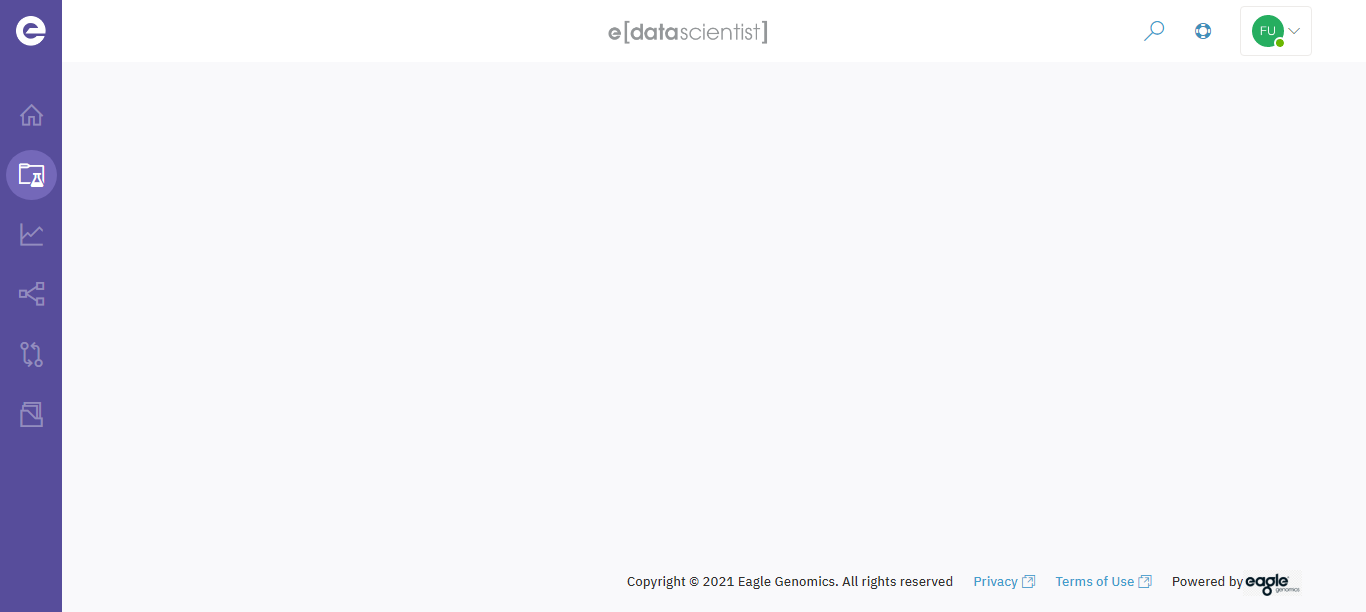 e
e[datascientist]
FU
Copyright © 2021 Eagle Genomics. All rights reserved Privacy Terms of Use Powered by eagle genomics